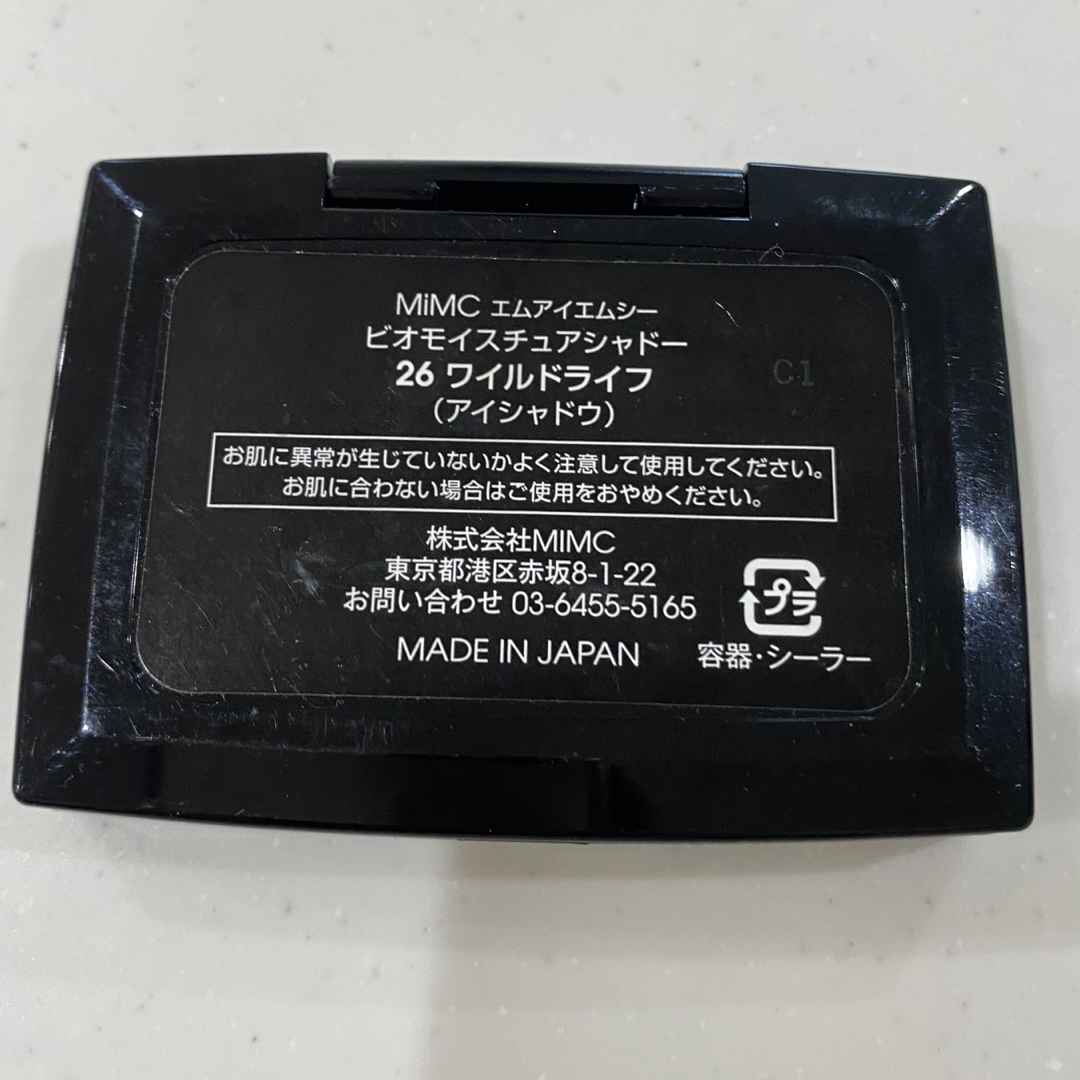 MiMC エムアイエムシー
ビオモイスチュアシャドー
26 ワイルドライフ
C1
（アイシャドウ）
お肌に異常が生じていないかよく注意して使用してください。
お肌に合わない場合はご使用をおやめください。
株式会社MIMC
東京都港区赤坂8-1-22
お問い合わせ 03-6455-5165
MADE IN JAPAN
プラ
容器・シーラー